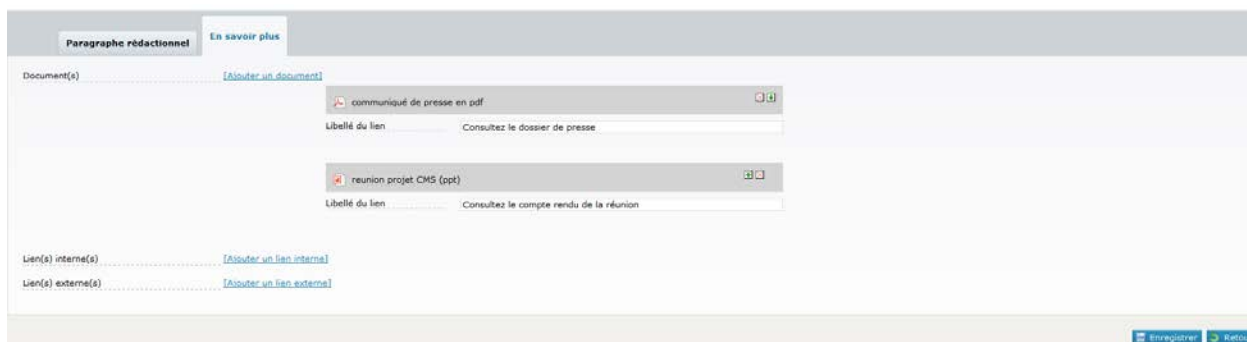 Paragraphe rédactionnel
En savoir plus
Document(s) [Ajouter un document]
communiqué de presse en pdf
Libellé du lien Consultez le dossier de presse
reunion projet CMS (ppt)
Libellé du lien Consultez le compte rendu de la réunion
Lien(s) interne(s) [Ajouter un lien interne]
Lien(s) externe(s) [Ajouter un lien externe]
Enregistrer Retou